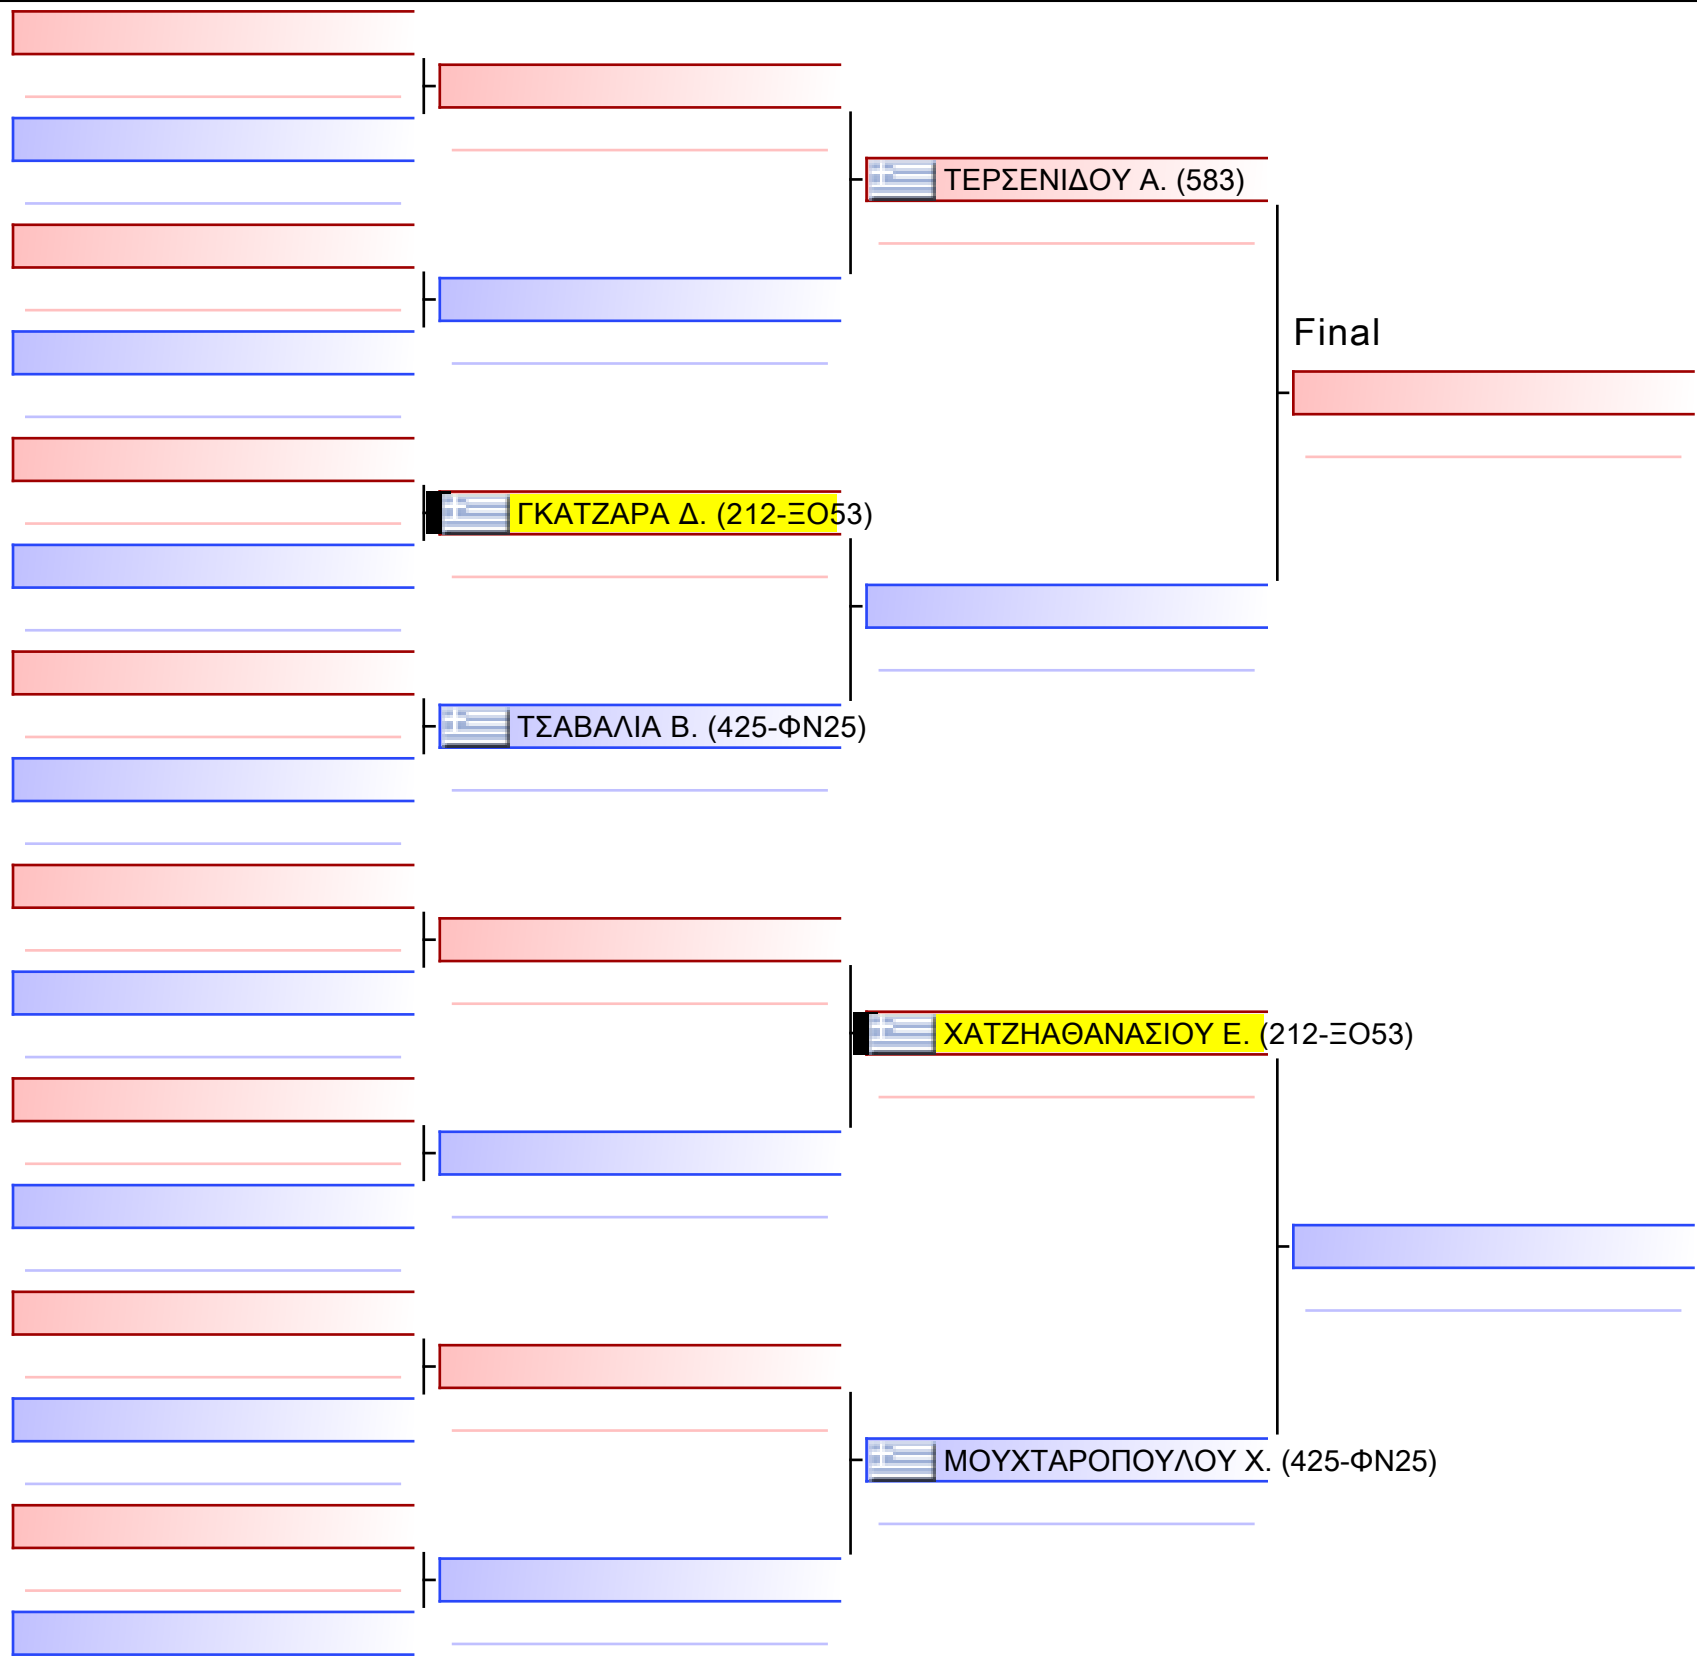 ΤΕΡΣΕΝΙΔΟΥ Α. (583)
Final
ΓΚΑΤΖΑΡΑ Δ. (212-ΞΟ53)
ΤΣΑΒΑΛΙΑ Β. (425-ΦΝ25)
ΧΑΤΖΗΑΘΑΝΑΣΙΟΥ Ε. (212-ΞΟ53)
ΜΟΥΧΤΑΡΟΠΟΥΛΟΥ Χ. (425-ΦΝ25)